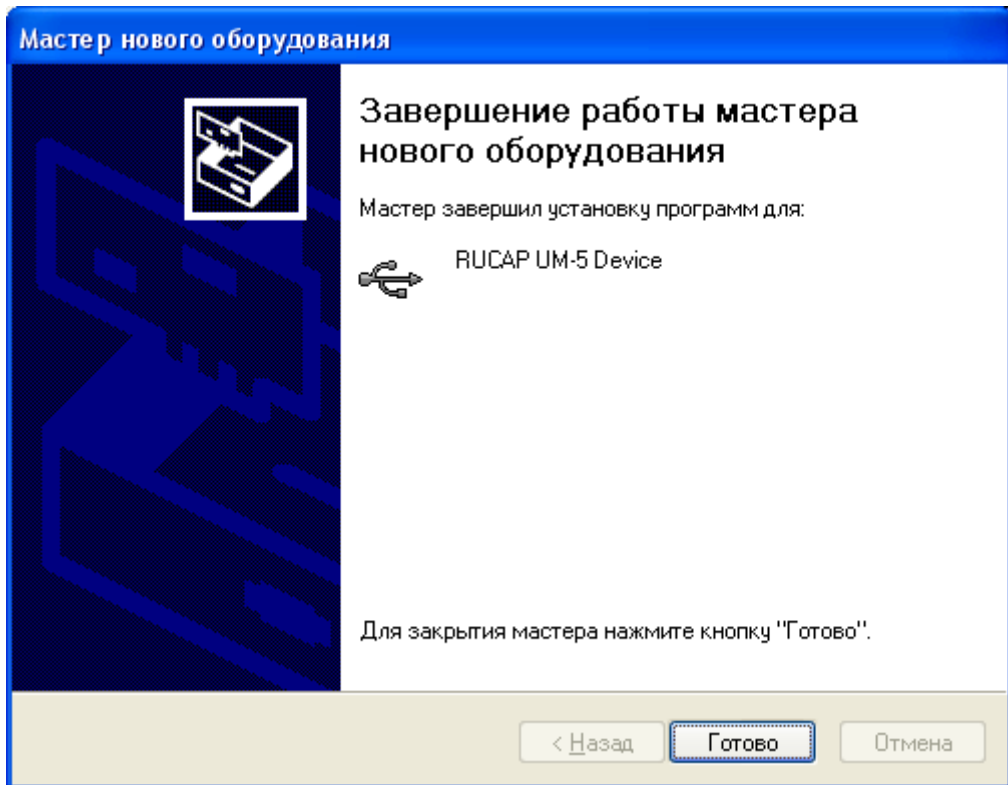 Мастер нового оборудования
Завершение работы мастера
нового оборудования
Мастер завершил установку программ для:
RUCAP UM-5 Device
Для закрытия мастера нажмите кнопку "Готово".
< Назад
Готово
Отмена